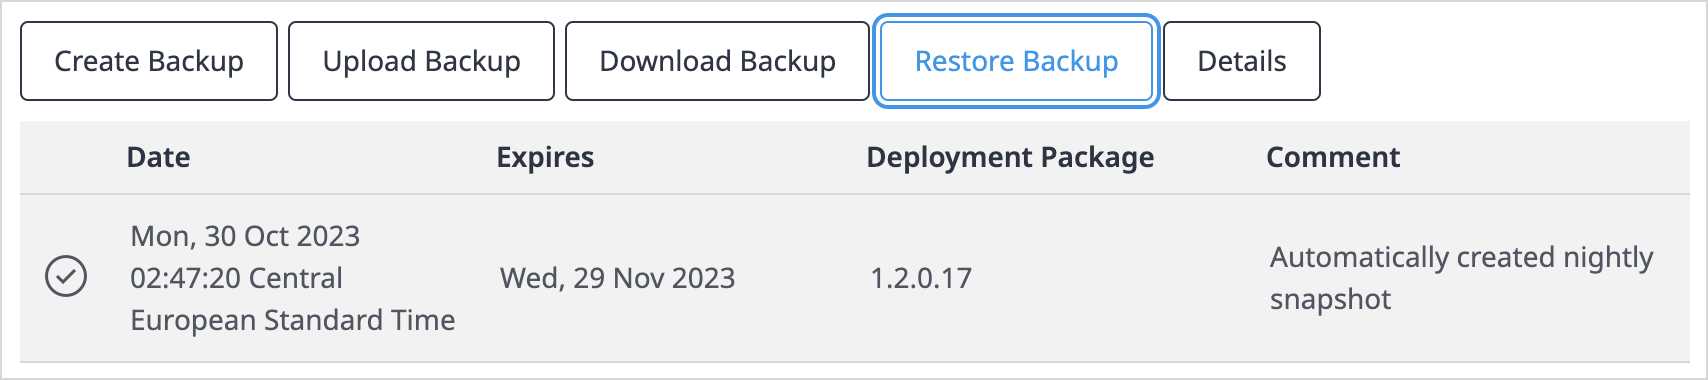 Create Backup Upload Backup Download Backup Restore Backup Details
Date Expires Deployment Package Comment
Mon, 30 Oct 2023
02:47:20 Central
European Standard Time
Wed, 29 Nov 2023
1.2.0.17
Automatically created nightly
snapshot